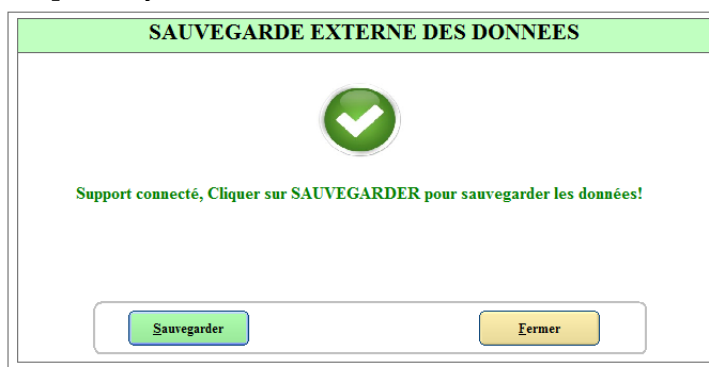 SAUVEGARDE EXTERNE DES DONNEES
Support connecté, Cliquer sur SAUVEGARDER pour sauvegarder les données!
Sauvegarder
Fermer